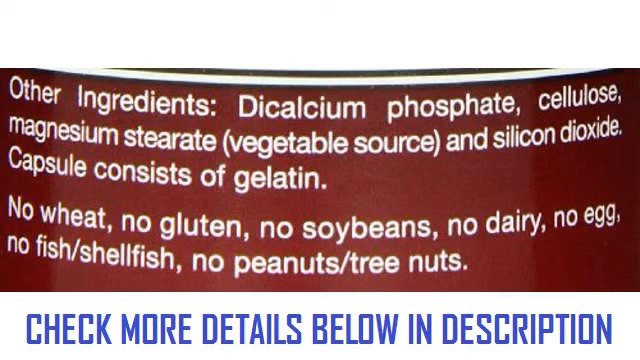 Other Ingredients: Dicalcium phosphate, cellulose,
magnesium stearate (vegetable source) and silicon dioxide.
Capsule consists of gelatin.
No wheat, no gluten, no soybeans, no dairy, no egg,
no fish/shellfish, no peanuts/tree nuts.
CHECK MORE DETAILS BELOW IN DESCRIPTION